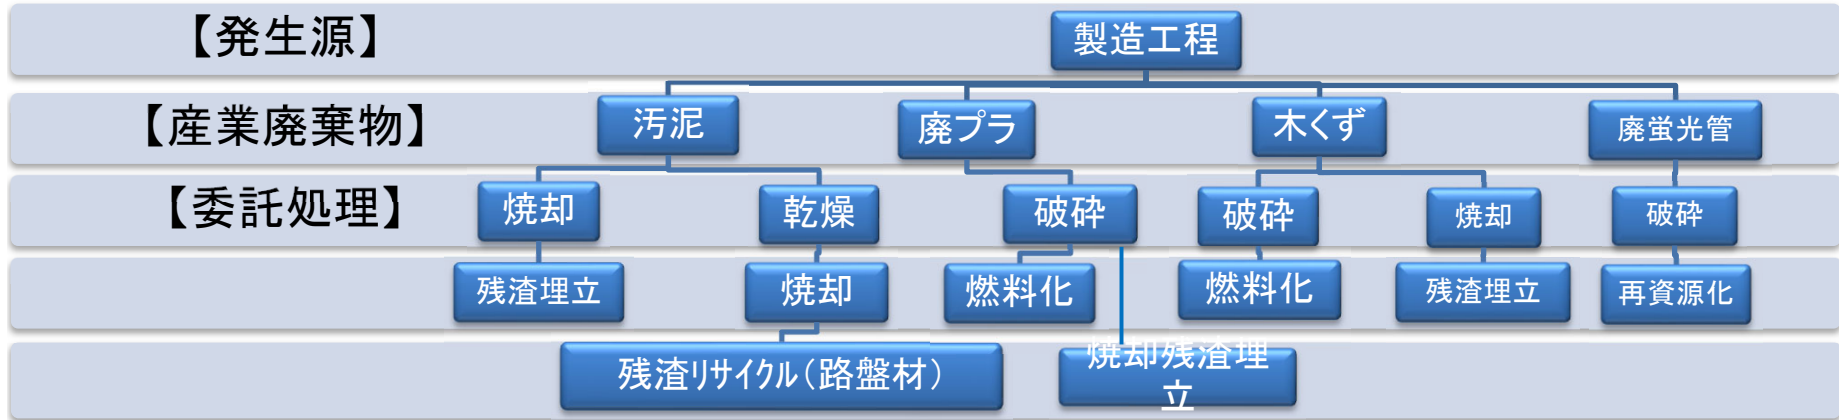 【発生源】
製造工程
【産業廃棄物】
汚泥
廃プラ
木くず
廃蛍光管
【委託処理】
焼却
乾燥
破砕
破砕
焼却
破砕
残渣埋立
焼却
燃料化
燃料化
残渣埋立
再資源化
残渣リサイクル（路盤材）
焼却残渣埋
立